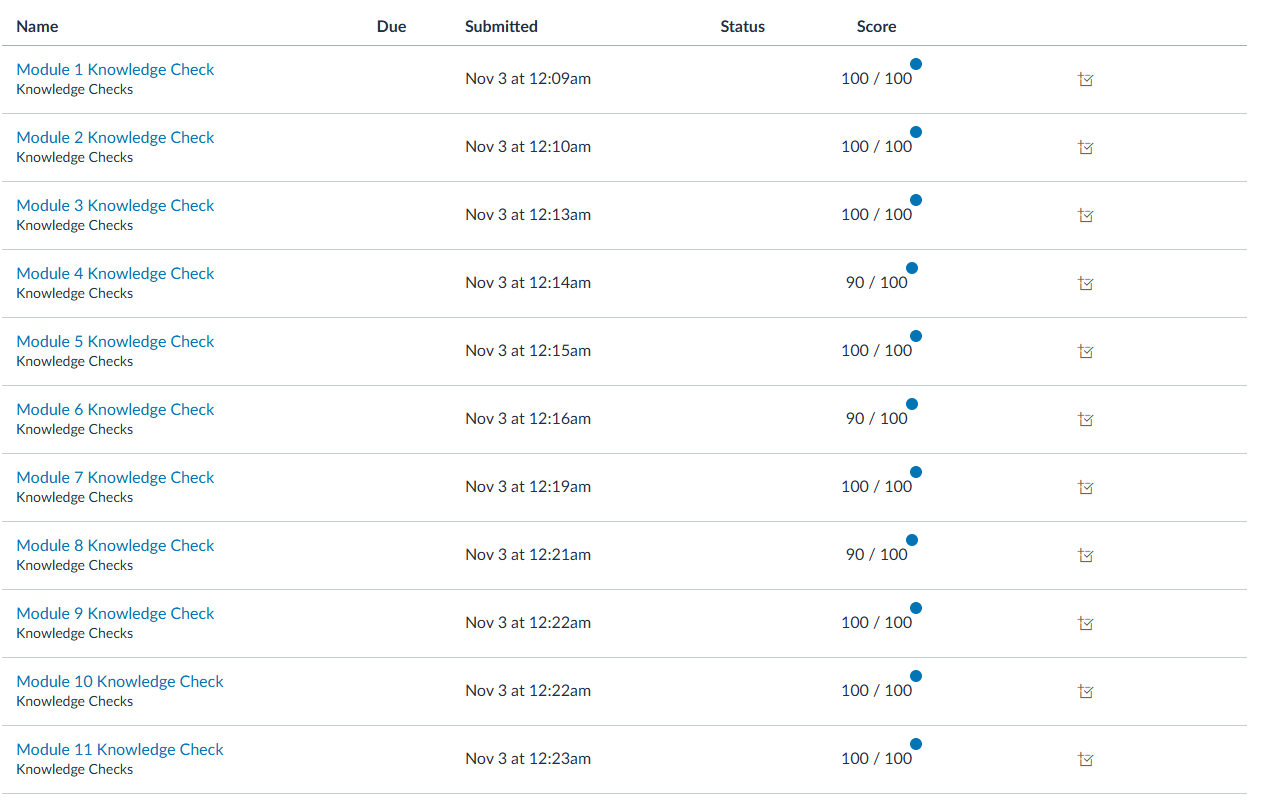 Name Due Submitted Status Score
Module 1 Knowledge Check
Knowledge Checks
Nov 3 at 12:09am 100 / 100
Module 2 Knowledge Check
Knowledge Checks
Nov 3 at 12:10am 100 / 100
Module 3 Knowledge Check
Knowledge Checks
Nov 3 at 12:13am 100 / 100
Module 4 Knowledge Check
Knowledge Checks
Nov 3 at 12:14am 90 / 100
Module 5 Knowledge Check
Knowledge Checks
Nov 3 at 12:15am 100 / 100
Module 6 Knowledge Check
Knowledge Checks
Nov 3 at 12:16am 90 / 100
Module 7 Knowledge Check
Knowledge Checks
Nov 3 at 12:19am 100 / 100
Module 8 Knowledge Check
Knowledge Checks
Nov 3 at 12:21am 90 / 100
Module 9 Knowledge Check
Knowledge Checks
Nov 3 at 12:22am 100 / 100
Module 10 Knowledge Check
Knowledge Checks
Nov 3 at 12:22am 100 / 100
Module 11 Knowledge Check
Knowledge Checks
Nov 3 at 12:23am 100 / 100